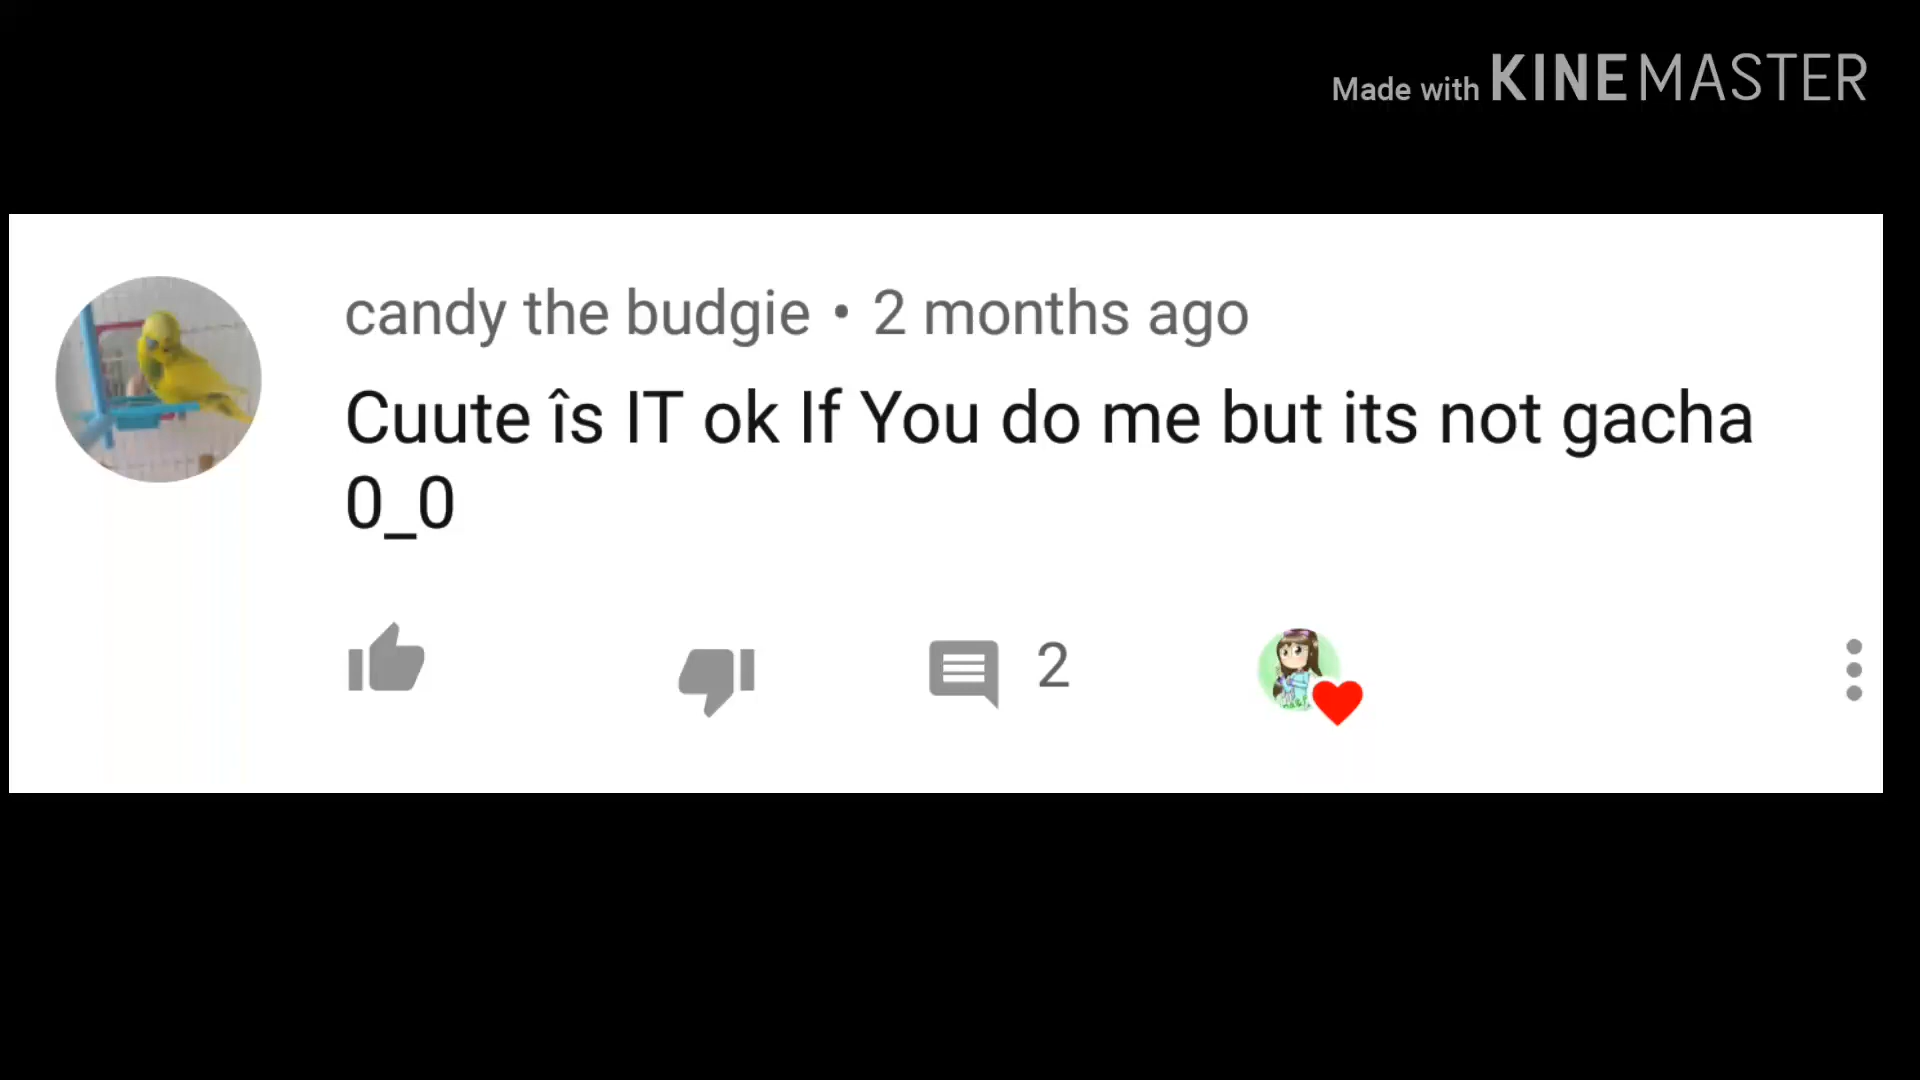 Made with KINEMASTER
candy the budgie • 2 months ago
Cuute îs IT ok If You do me but its not gacha
0_0
2